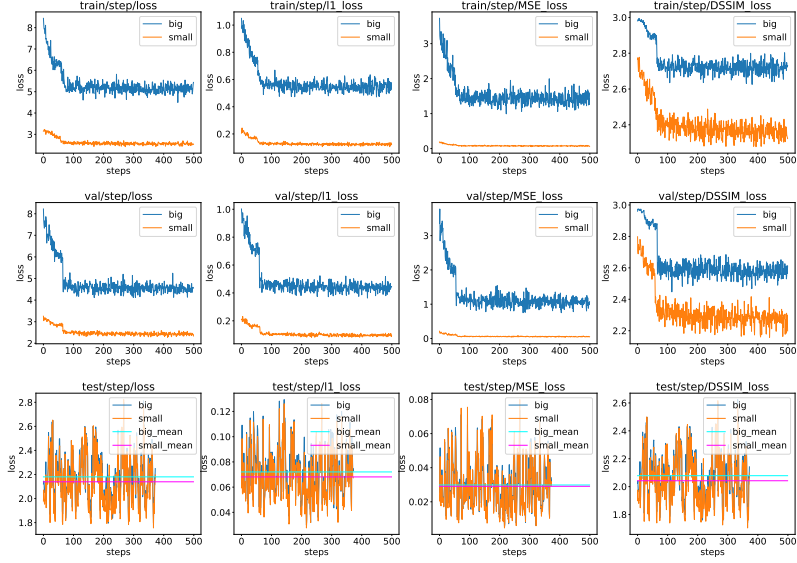 train/step/loss
big
small
loss
8
7
6
5
4
3
0 100 200 300 400 500
steps
train/step/l1_loss
big
small
loss
1.0
0.8
0.6
0.4
0.2
0 100 200 300 400 500
steps
train/step/MSE_loss
big
small
loss
3
2
1
0
0 100 200 300 400 500
steps
train/step/DSSIM_loss
big
small
loss
3.0
2.8
2.6
2.4
0 100 200 300 400 500
steps
val/step/loss
big
small
loss
8
7
6
5
4
3
2
0 100 200 300 400 500
steps
val/step/l1_loss
big
small
loss
1.0
0.8
0.6
0.4
0.2
0 100 200 300 400 500
steps
val/step/MSE_loss
big
small
loss
3
2
1
0
0 100 200 300 400 500
steps
val/step/DSSIM_loss
big
small
loss
3.0
2.8
2.6
2.4
2.2
0 100 200 300 400 500
steps
test/step/loss
big
small
big_mean
small_mean
loss
2.8
2.6
2.4
2.2
2.0
1.8
0 100 200 300 400 500
steps
test/step/l1_loss
big
small
big_mean
small_mean
loss
0.12
0.10
0.08
0.06
0.04
0 100 200 300 400 500
steps
test/step/MSE_loss
big
small
big_mean
small_mean
loss
0.08
0.06
0.04
0.02
0 100 200 300 400 500
steps
test/step/DSSIM_loss
big
small
big_mean
small_mean
loss
2.6
2.4
2.2
2.0
1.8
0 100 200 300 400 500
steps